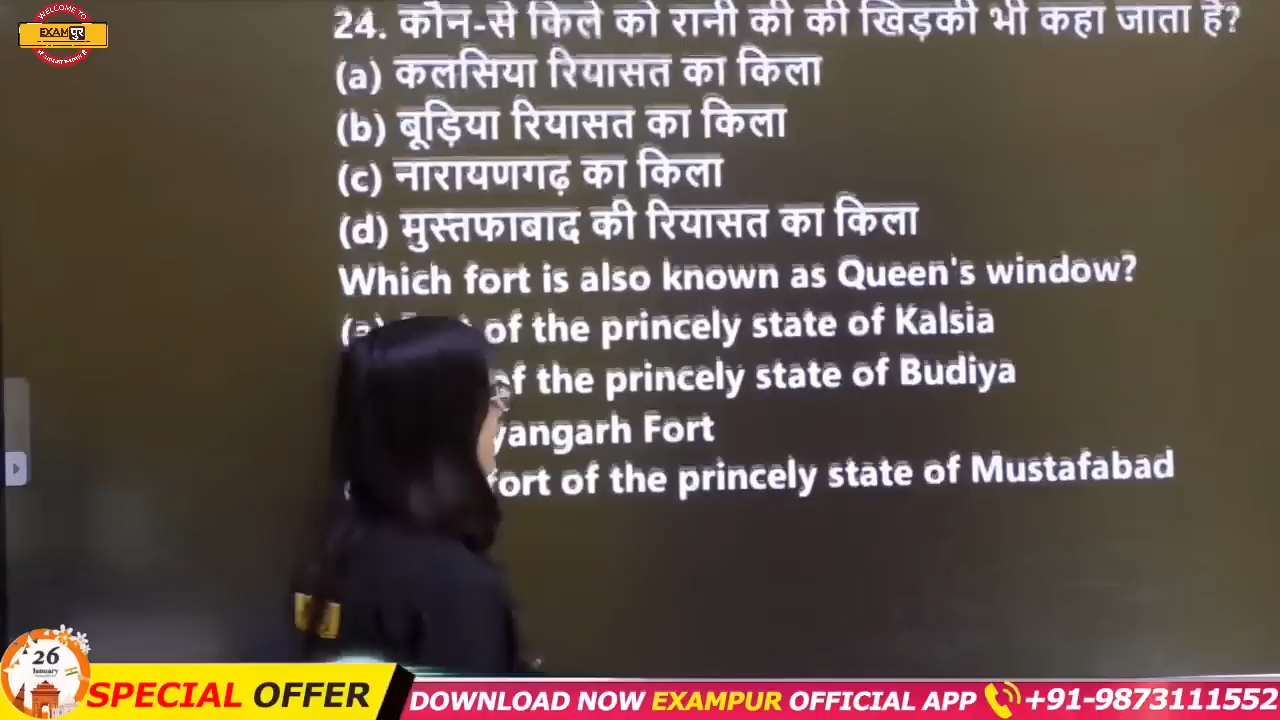 WELCOME TO
EXAMपुर
24. कौन-से किले को रानी की की खिड़की भी कहा जाता है?
(a) कलसिया रियासत का किला
(b) बूड़िया रियासत का किला
(c) नारायणगढ़ का किला
(d) मुस्तफाबाद की रियासत का किला
Which fort is also known as Queen's window?
(a) of the princely state of Kalsia
of the princely state of Budiya
yangarh Fort
fort of the princely state of Mustafabad
26
January
SPECIAL OFFER
DOWNLOAD NOW EXAMPUR OFFICIAL APP +91-9873111552